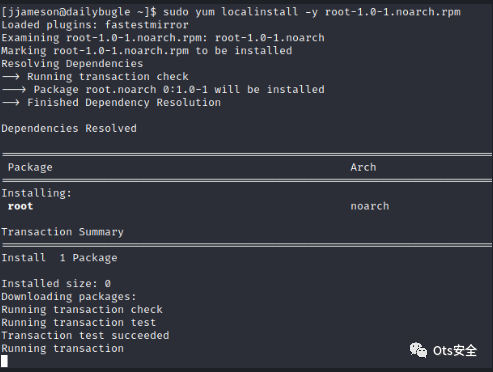 [jjameson@dailybugle ~]$ sudo yum localinstall -y root-1.0-1.noarch.rpm
Loaded plugins: fastestmirror
Examining root-1.0-1.noarch.rpm: root-1.0-1.noarch
Marking root-1.0-1.noarch.rpm to be installed
Resolving Dependencies
--> Running transaction check
---> Package root.noarch 0:1.0-1 will be installed
--> Finished Dependency Resolution
Dependencies Resolved
Package Arch
Installing:
root noarch
Transaction Summary
Install 1 Package
Installed size: 0
Downloading packages:
Running transaction check
Running transaction test
Transaction test succeeded
Running transaction
Ots安全